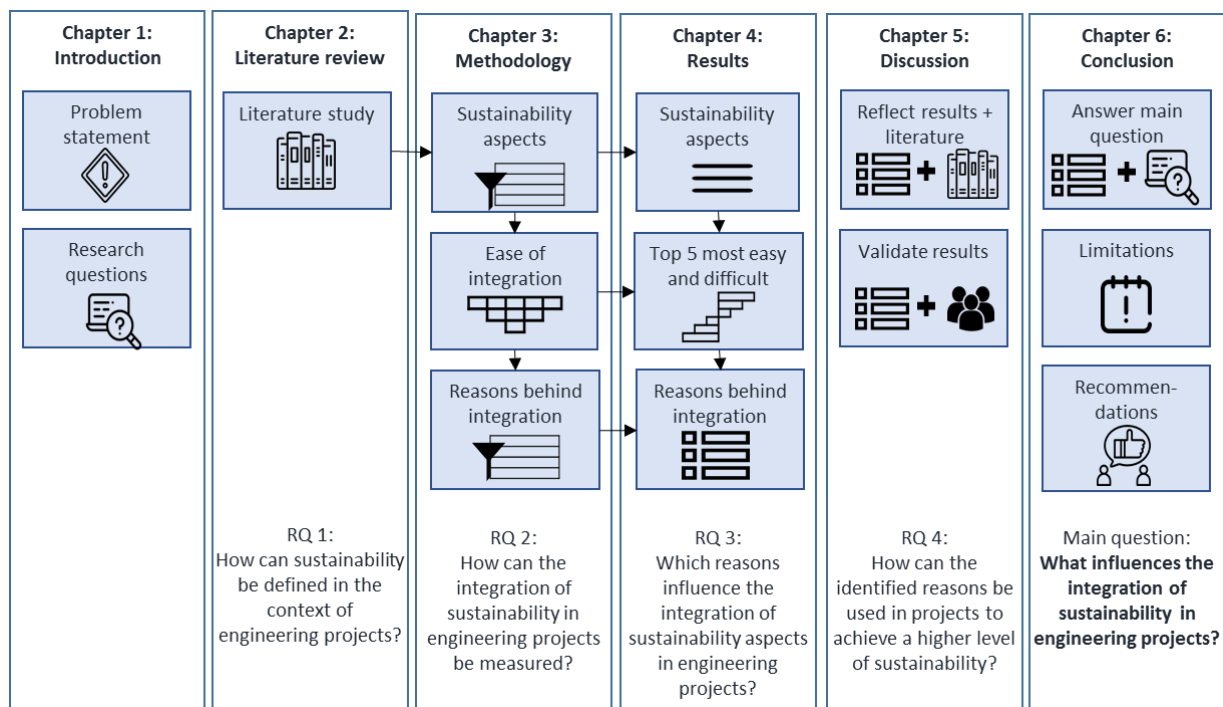 Chapter 1:
Introduction
Problem
statement
Research
questions
Chapter 2:
Literature review
Literature study
RQ 1:
How can sustainability
be defined in the
context of
engineering projects?
Chapter 3:
Methodology
Sustainability
aspects
Ease of
integration
Reasons behind
integration
RQ 2:
How can the
integration of
sustainability in
engineering projects
be measured?
Chapter 4:
Results
Sustainability
aspects
Top 5 most easy
and difficult
Reasons behind
integration
RQ 3:
Which reasons
influence the
integration of
sustainability aspects
in engineering
projects?
Chapter 5:
Discussion
Reflect results +
literature
Validate results
RQ 4:
How can the
identified reasons be
used in projects to
achieve a higher level
of sustainability?
Chapter 6:
Conclusion
Answer main
question
Limitations
Recommen-
dations
Main question:
What influences the
integration of
sustainability in
engineering projects?